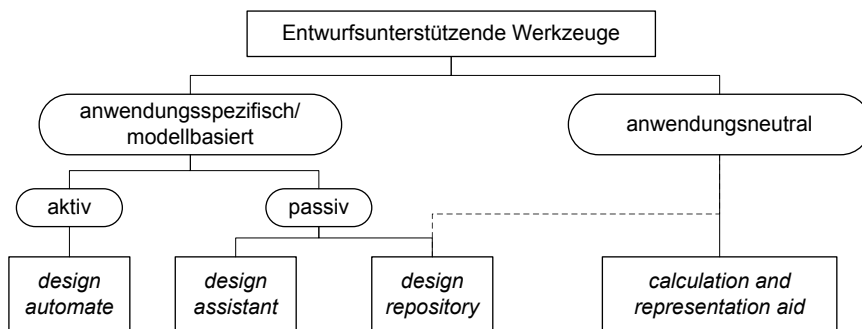 Entwurfsunterstützende Werkzeuge
anwendungsspezifisch/
modellbasiert
anwendungsneutral
aktiv
passiv
design
automate
design
assistant
design
repository
calculation and
representation aid